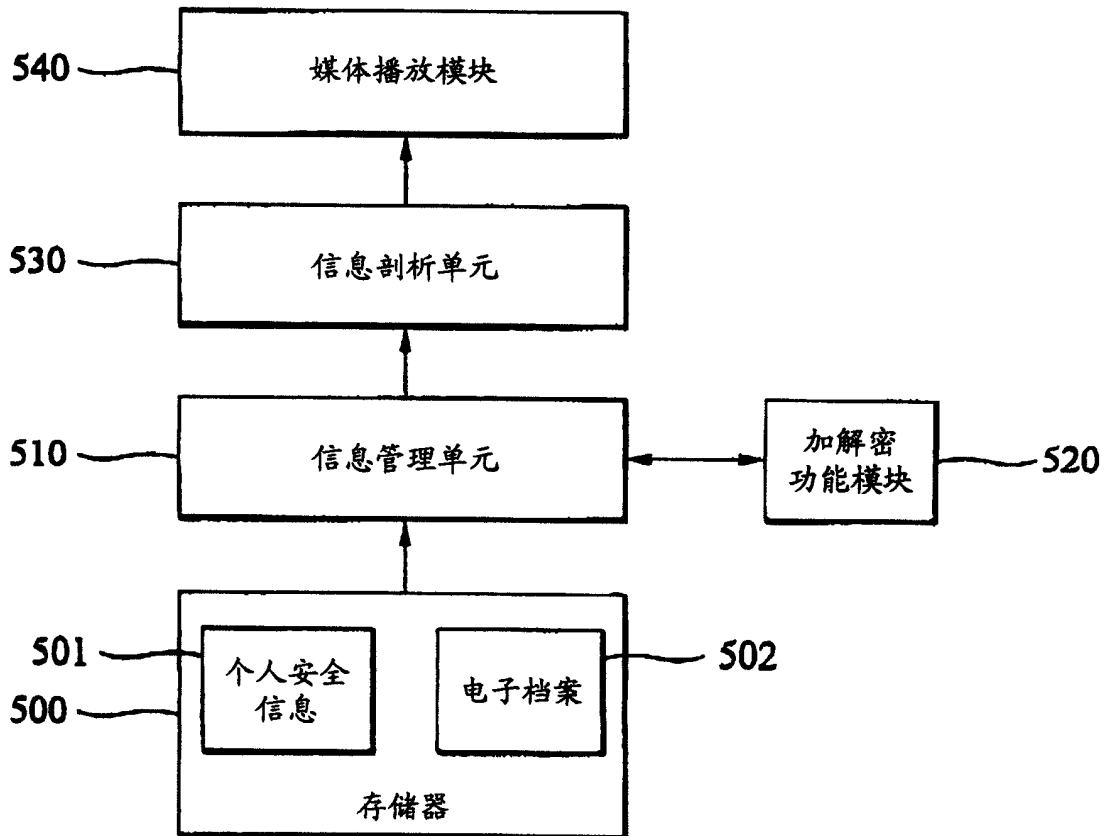 540
媒体播放模块
530
信息剖析单元
510
信息管理单元
加解密
功能模块
520
501
500
个人安全
信息
电子档案
502
存储器